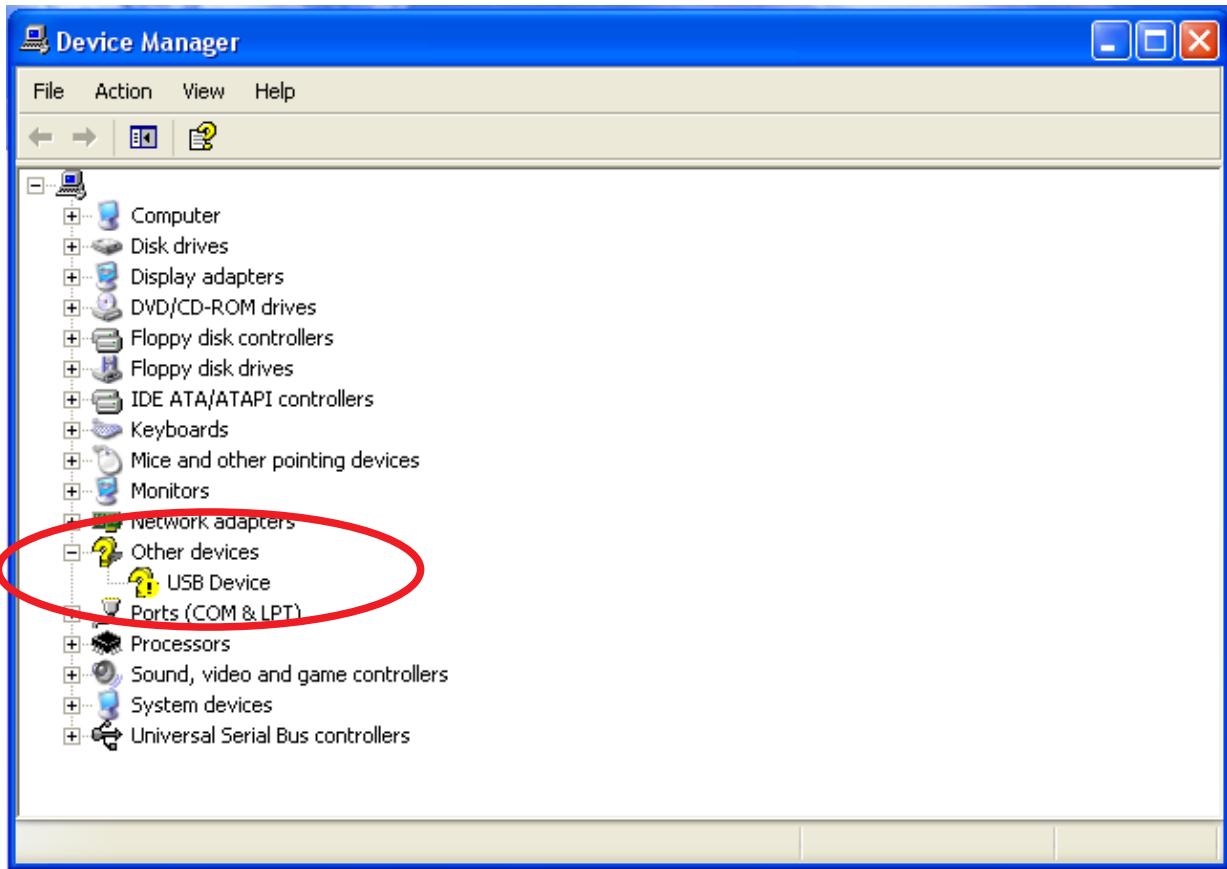 Device Manager
File Action View Help
Computer
Disk drives
Display adapters
DVD/CD-ROM drives
Floppy disk controllers
Floppy disk drives
IDE ATA/ATAPI controllers
Keyboards
Mice and other pointing devices
Monitors
Network adapters
Other devices
USB Device
Ports (COM & LPT)
Processors
Sound, video and game controllers
System devices
Universal Serial Bus controllers